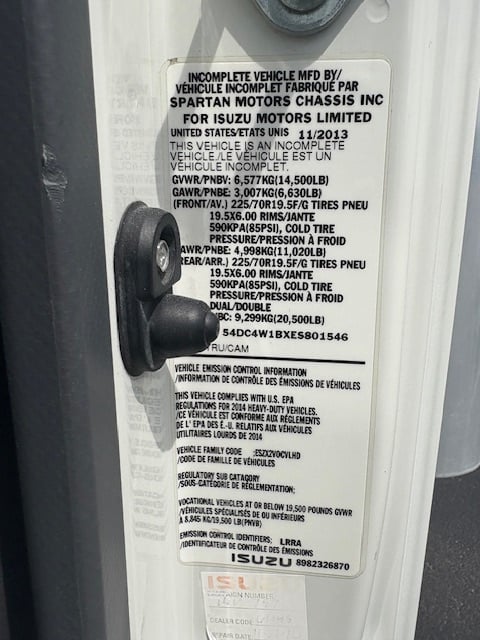 INCOMPLETE VEHICLE MFD BY/
VÉHICULE INCOMPLET FABRIQUÉ PAR
SPARTAN MOTORS CHASSIS INC
FOR ISUZU MOTORS LIMITED
UNITED STATES/ETATS UNIS 11/2013
THIS VEHICLE IS AN INCOMPLETE
VEHICLE./LE VÉHICULE EST UN
VÉHICULE INCOMPLET.
GVWR/PNBV: 6,577KG(14,500LB)
GAWR/PNBE: 3,007KG(6,630LB)
(FRONT/AV.) 225/70R19.5F/G TIRES PNEU
19.5X6.00 RIMS/JANTE
590KPA(85PSI), COLD TIRE
PRESSURE/PRESSION À FROID
AWR/PNBE: 4,998KG(11,020LB)
REAR/ARR.) 225/70R19.5F/G TIRES PNEU
19.5X6.00 RIMS/JANTE
590KPA(85PSI), COLD TIRE
PRESSURE/PRESSION À FROID
DUAL/DOUBLE
BC: 9,299KG(20,500LB)
54DC4W1BXES801546
TRU/CAM
VEHICLE EMISSION CONTROL INFORMATION
/INFORMATION DE CONTRÔLE DES ÉMISSIONS DE VÉHICULES
THIS VEHICLE COMPLIES WITH U.S. EPA
REGULATIONS FOR 2014 HEAVY-DUTY VEHICLES.
/CE VÉHICULE EST CONFORME AUX RÈGLEMENTS
DE L' EPA DES É.-U. RELATIFS AUX VÉHICULES
UTILITAIRES LOURDS DE 2014
VEHICLE FAMILY CODE :ESZX2VOCVLHD
/CODE DE FAMILLE DE VÉHICULES
REGULATORY SUB CATAGORY
/SOUS-CATÉGORIE DE RÉGLEMENTATION;
VOCATIONAL VEHICLES AT OR BELOW 19,500 POUNDS GVWR
/VÉHICULES SPÉCIALISÉS DE OU INFÉRIEURS
À 8,845 KG/19,500 LB(PNVB)
EMISSION CONTROL IDENTIFIERS; LRRA
/IDENTIFICATEUR DE CONTRÔLE DES ÉMISSIONS
ISUZU 8982326870
ISUZ
NUMBER
DEALER CODE
REPAIR DATE